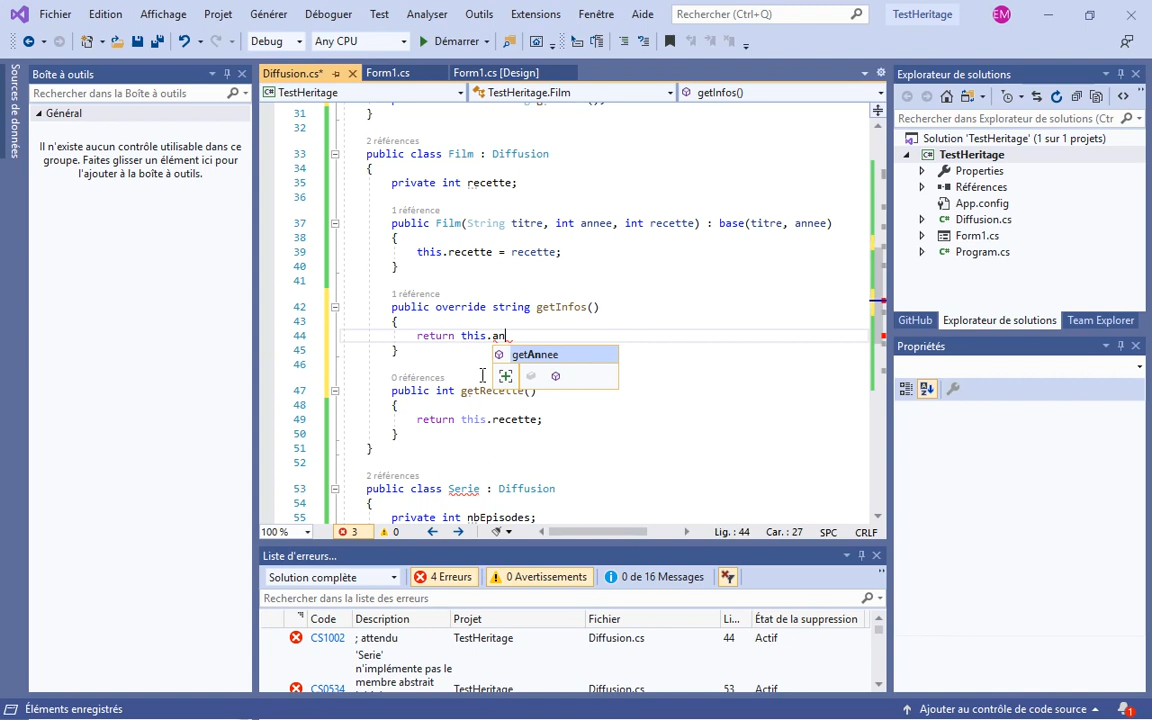 Fichier Edition Affichage Projet Générer Déboguer Test Analyser Outils Extensions Fenêtre Aide Rechercher (Ctrl+Q) TestHeritage EM
Debug Any CPU Démarrer
Sources de données
Boîte à outils
Rechercher dans la boîte à outils
Général
Il n'existe aucun contrôle utilisable dans ce
groupe. Faites glisser un élément ici pour
l'ajouter à la boîte à outils.
Diffusion.cs* Form1.cs Form1.cs [Design]
TestHeritage TestHeritage.Film getInfos()
31 }
32
2 références
33 public class Film : Diffusion
34 {
35 private int recette;
36
1 référence
37 public Film(String titre, int annee, int recette) : base(titre, annee)
38 {
39 this.recette = recette;
40 }
41
1 référence
42 public override string getInfos()
43 {
44 return this.an
getAnnee
45 }
46
0 références
47 public int getRecette()
48 {
49 return this.recette;
50 }
51 }
52
2 références
53 public class Serie : Diffusion
54 {
55 private int nbEpisodes;
100 % 3 0 Lig. : 44 Car. : 27 SPC CRLF
Liste d'erreurs...
Solution complète 4 Erreurs 0 Avertissements 0 de 16 Messages
Rechercher dans la liste des erreurs
Code Description Projet Fichier Li... État de la suppression
CS1002 ; attendu TestHeritage Diffusion.cs 44 Actif
'Serie'
n'implémente pas le
membre abstrait
CS0534 TestHeritage Diffusion.cs 53 Actif
Explorateur de solutions
Rechercher dans Explorateur de solutions (Ctr
Solution 'TestHeritage' (1 sur 1 projets)
TestHeritage
Properties
Références
App.config
Diffusion.cs
Form1.cs
Program.cs
GitHub Explorateur de solutions Team Explorer
Propriétés
Éléments enregistrés Ajouter au contrôle de code source 1